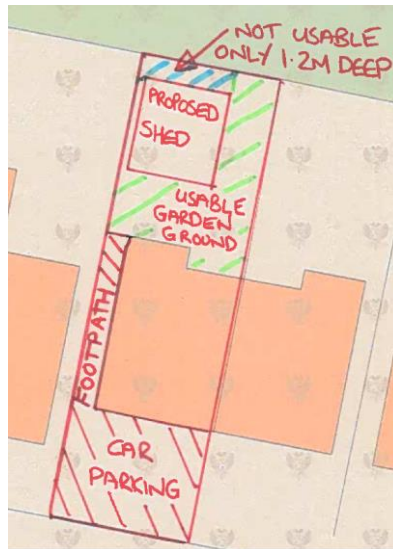 NOT USABLE
ONLY 1.2M DEEP
PROPOSED
SHED
USABLE
GARDEN
GROUND
FOOTPATH
CAR
PARKING